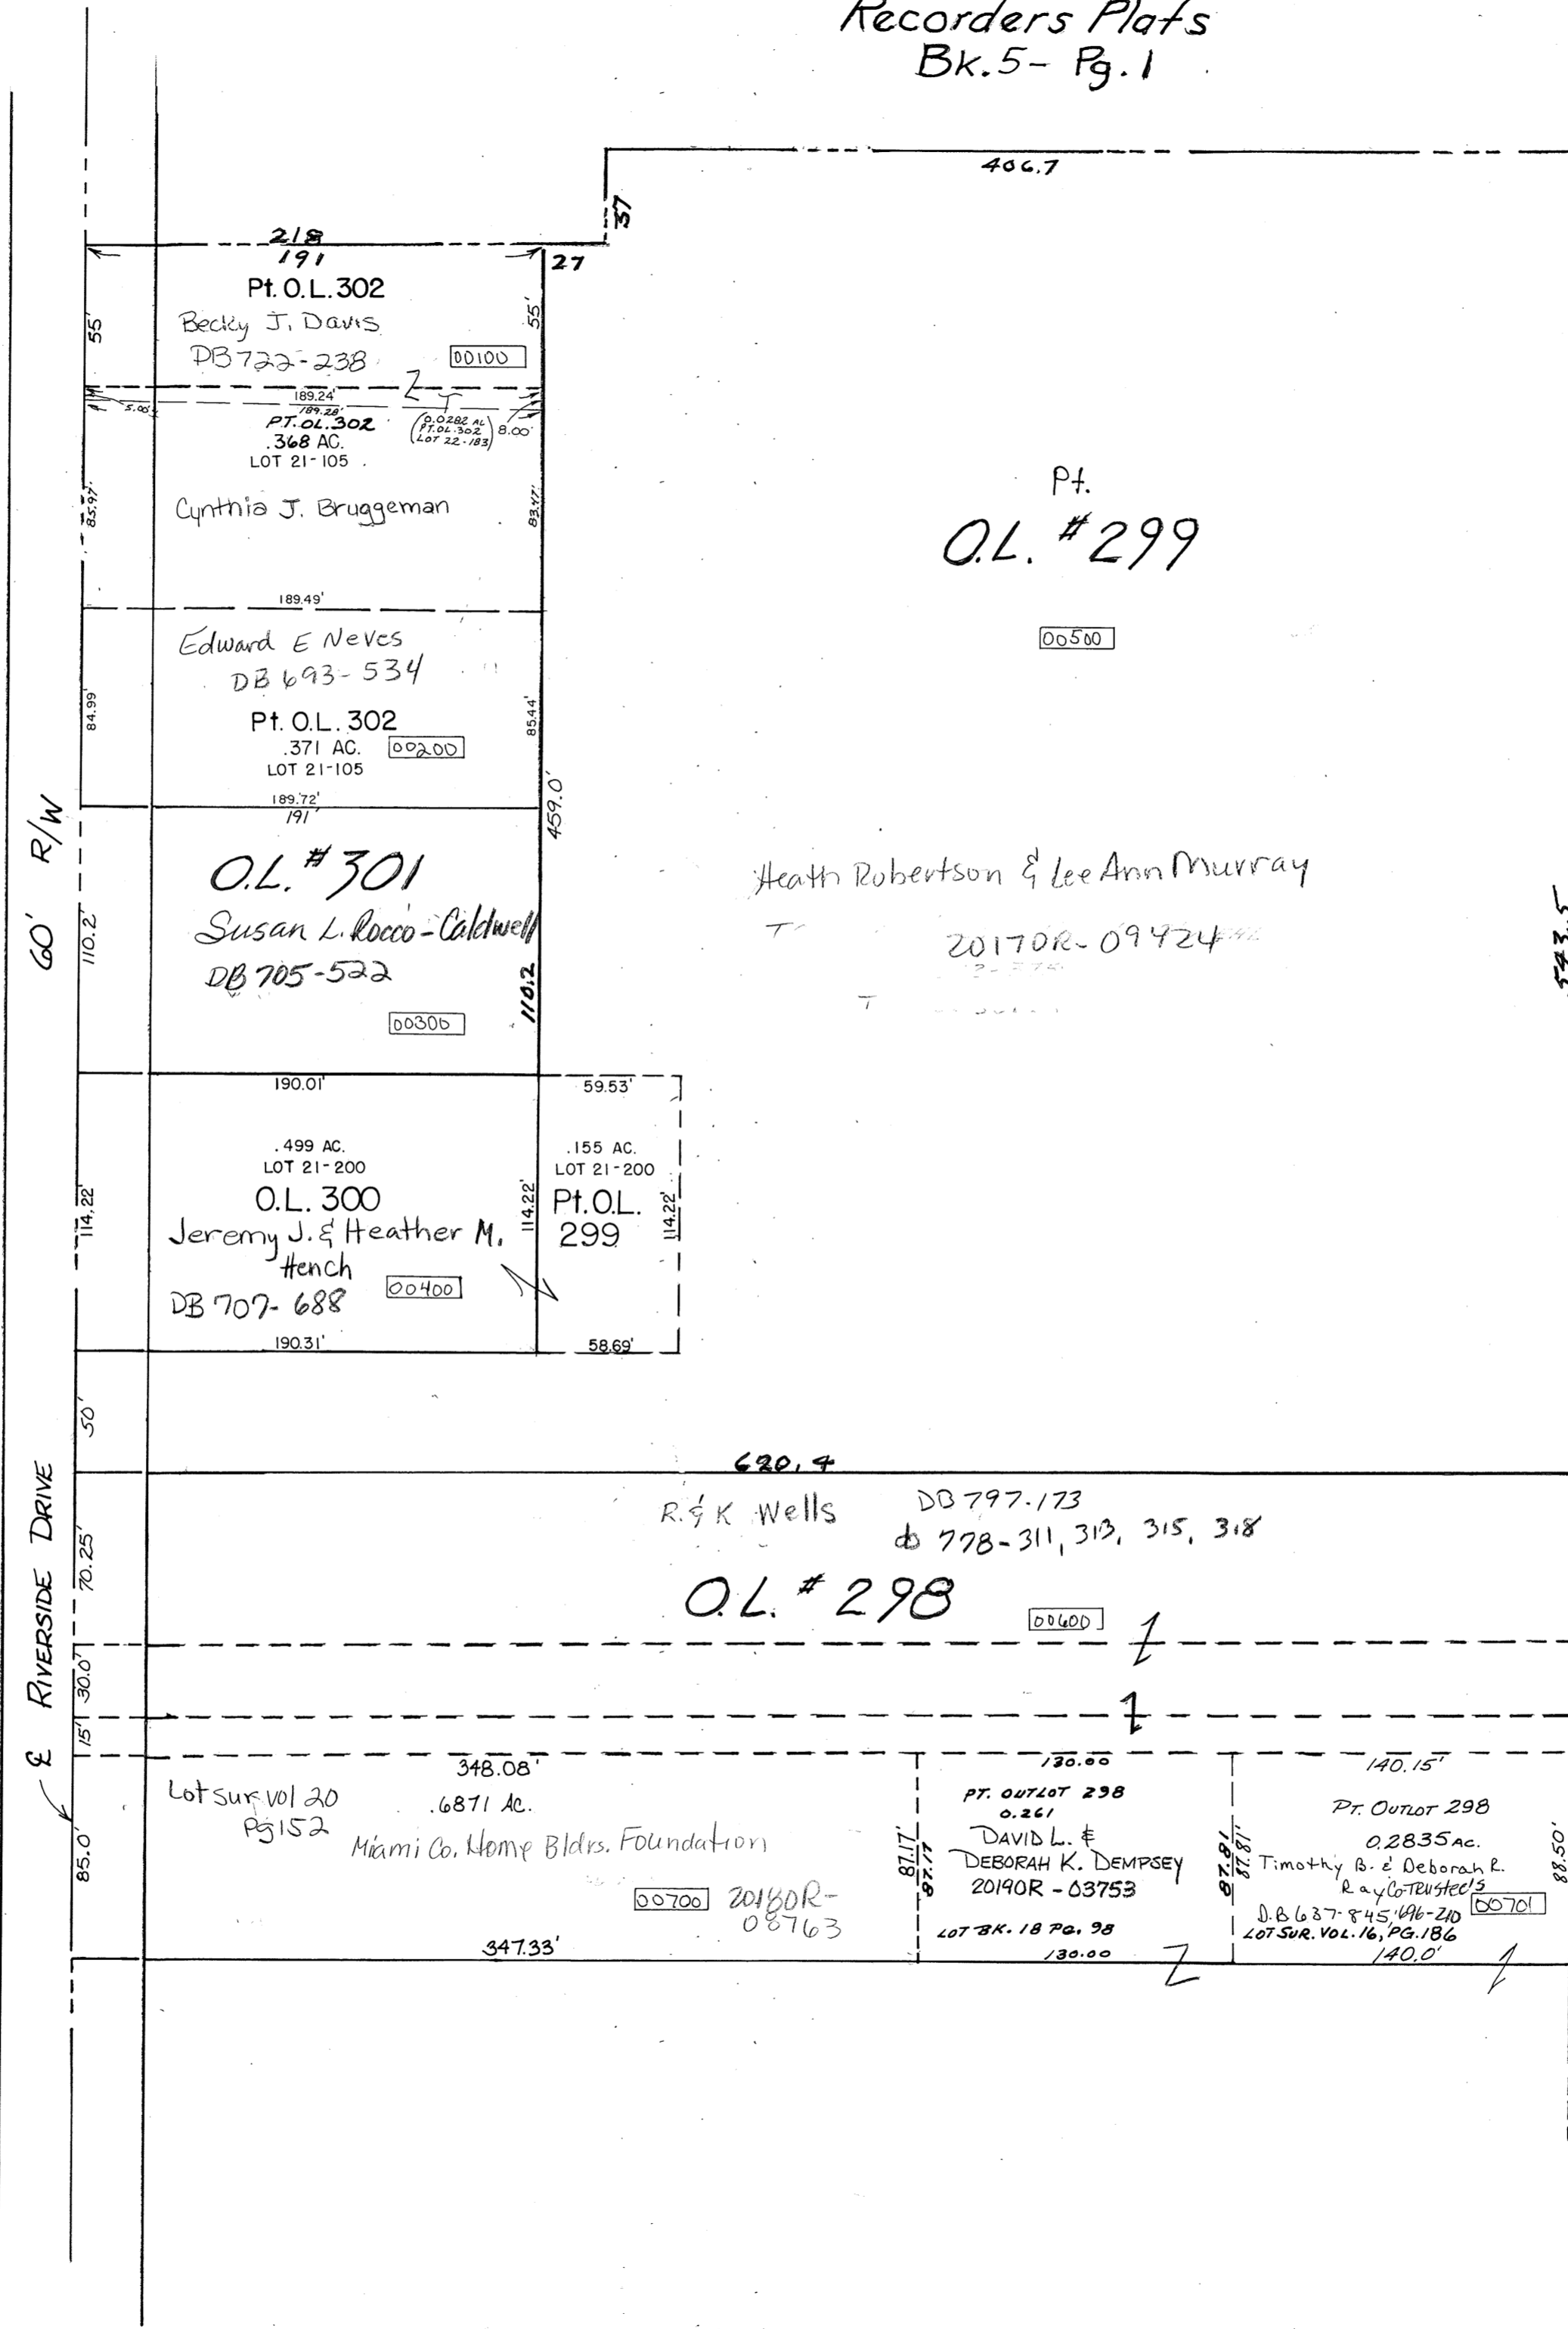 Recorders Plats
Bk.5- Pg.1
406.7
37
218
191
27
Pt. O.L. 302
Becky J. Davis
DB 722-238
00100
55'
55'
189.24'
189.28'
5.00'
8.00'
PT. OL. 302
.368 AC.
LOT 21-105
(0.0282 AC
PT.OL.302
LOT 22-183)
Cynthia J. Bruggeman
85.97'
83.47'
189.49'
Edward E Neves
DB 693-534
Pt. O.L. 302
.371 AC.
00200
LOT 21-105
84.99'
85.44'
189.72'
191'
459.0'
O.L. #301
Susan L. Rocco-Caldwell
DB 705-522
00300
110.2'
110.2
60' R/W
Pt.
O.L. #299
00500
Heath Robertson & Lee Ann Murray
2017OR-09424
543.5
190.01'
59.53'
.499 AC.
LOT 21-200
O.L. 300
Jeremy J. & Heather M.
Hench
00400
DB 707-688
190.31'
114.22'
114.22'
.155 AC.
LOT 21-200
Pt. O.L.
299
114.22'
58.69'
50'
620.4
R. & K Wells
DB 797-173
db 778-311, 313, 315, 318
O.L. # 298
00600
70.25'
30.0'
15'
85.0'
℄ RIVERSIDE DRIVE
348.08'
Lot Sur vol 20
Pg 152
.6871 AC.
Miami Co. Home Bldrs. Foundation
00700
2018OR-
08763
347.33'
87.17'
87.17
130.00
PT. OUTLOT 298
0.261
DAVID L. &
DEBORAH K. DEMPSEY
2019OR-03753
LOT BK. 18 PG. 98
130.00
87.81
87.81'
140.15'
PT. OUTLOT 298
0.2835 AC.
Timothy B. & Deborah R.
Ray CoTrustees
00701
D.B 637-845, 696-210
LOT SUR. VOL. 16, PG. 186
140.0'
88.50'